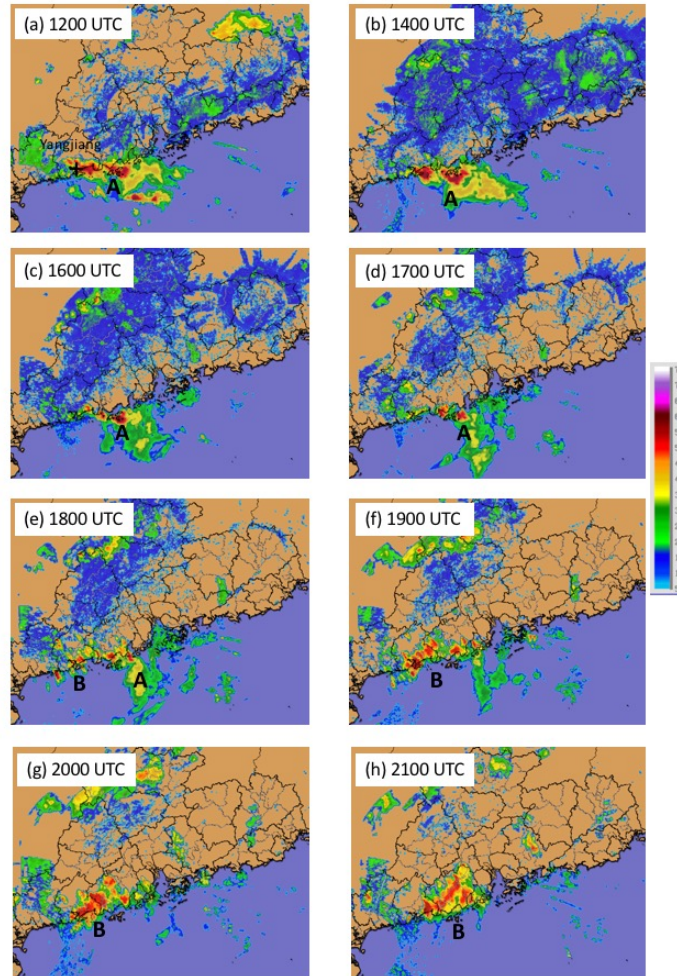 (a) 1200 UTC
(b) 1400 UTC
Yangjiang
A
A
(c) 1600 UTC
(d) 1700 UTC
A
A
(e) 1800 UTC
(f) 1900 UTC
B A
B
(g) 2000 UTC
(h) 2100 UTC
B
B